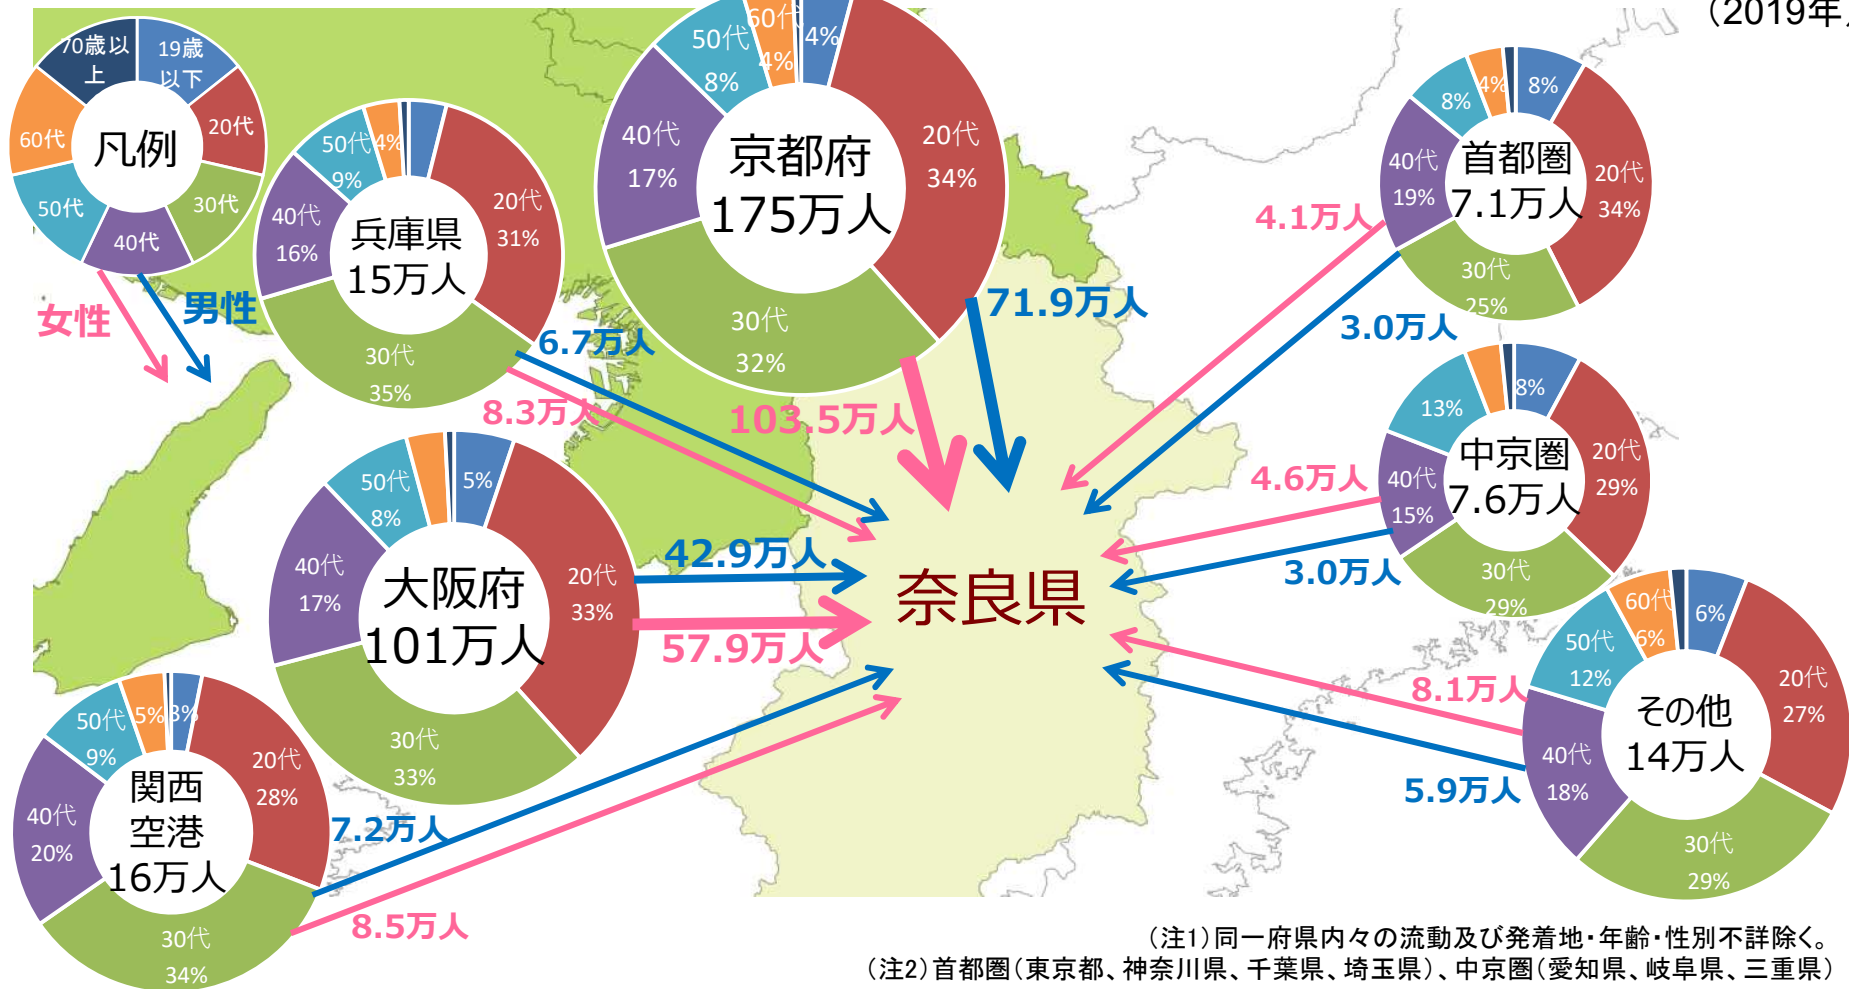 (2019年
凡例
70歳以
上
19歳
以下
20代
30代
40代
50代
60代
女性
男性
兵庫県
15万人
20代
31%
30代
35%
40代
16%
50代
9%
4%
6.7万人
8.3万人
京都府
175万人
4%
20代
34%
30代
32%
40代
17%
50代
8%
60代
4%
71.9万人
103.5万人
首都圏
7.1万人
8%
20代
34%
30代
25%
40代
19%
8%
4%
4.1万人
3.0万人
中京圏
7.6万人
8%
20代
29%
30代
29%
40代
15%
13%
4.6万人
3.0万人
大阪府
101万人
5%
20代
33%
30代
33%
40代
17%
50代
8%
42.9万人
57.9万人
奈良県
その他
14万人
6%
20代
27%
30代
29%
40代
18%
50代
12%
60代
6%
8.1万人
5.9万人
関西
空港
16万人
3%
20代
28%
30代
34%
40代
20%
50代
9%
5%
7.2万人
8.5万人
(注1)同一府県内々の流動及び発着地・年齢・性別不詳除く。
(注2)首都圏(東京都、神奈川県、千葉県、埼玉県)、中京圏(愛知県、岐阜県、三重県)